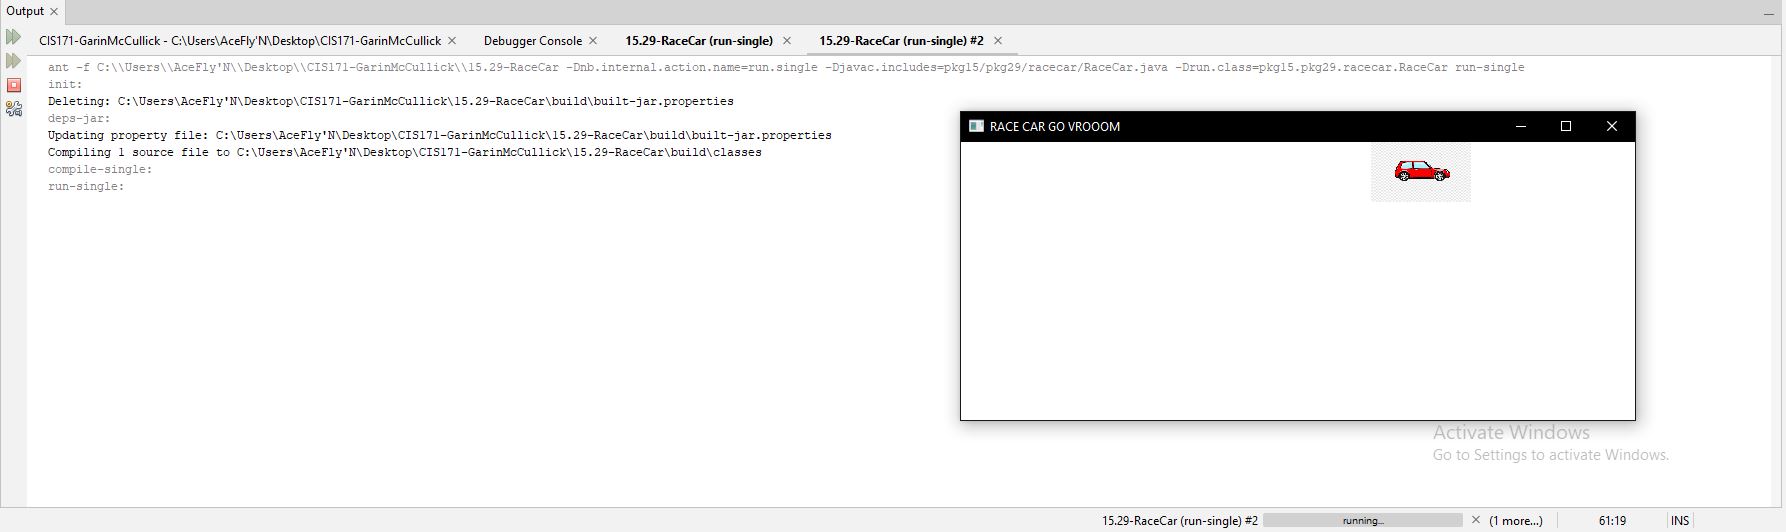 Output
CIS171-GarinMcCullick - C:\Users\AceFly'N\Desktop\CIS171-GarinMcCullick
Debugger Console
15.29-RaceCar (run-single)
15.29-RaceCar (run-single) #2
ant -f C:\\Users\\AceFly'N\\Desktop\\CIS171-GarinMcCullick\\15.29-RaceCar -Dnb.internal.action.name=run.single -Djavac.includes=pkg15/pkg29/racecar/RaceCar.java -Drun.class=pkg15.pkg29.racecar.RaceCar run-single
init:
Deleting: C:\Users\AceFly'N\Desktop\CIS171-GarinMcCullick\15.29-RaceCar\build\built-jar.properties
deps-jar:
Updating property file: C:\Users\AceFly'N\Desktop\CIS171-GarinMcCullick\15.29-RaceCar\build\built-jar.properties
Compiling 1 source file to C:\Users\AceFly'N\Desktop\CIS171-GarinMcCullick\15.29-RaceCar\build\classes
compile-single:
run-single:
RACE CAR GO VROOOM
Activate Windows
Go to Settings to activate Windows.
15.29-RaceCar (run-single) #2
running...
(1 more...)
61:19
INS